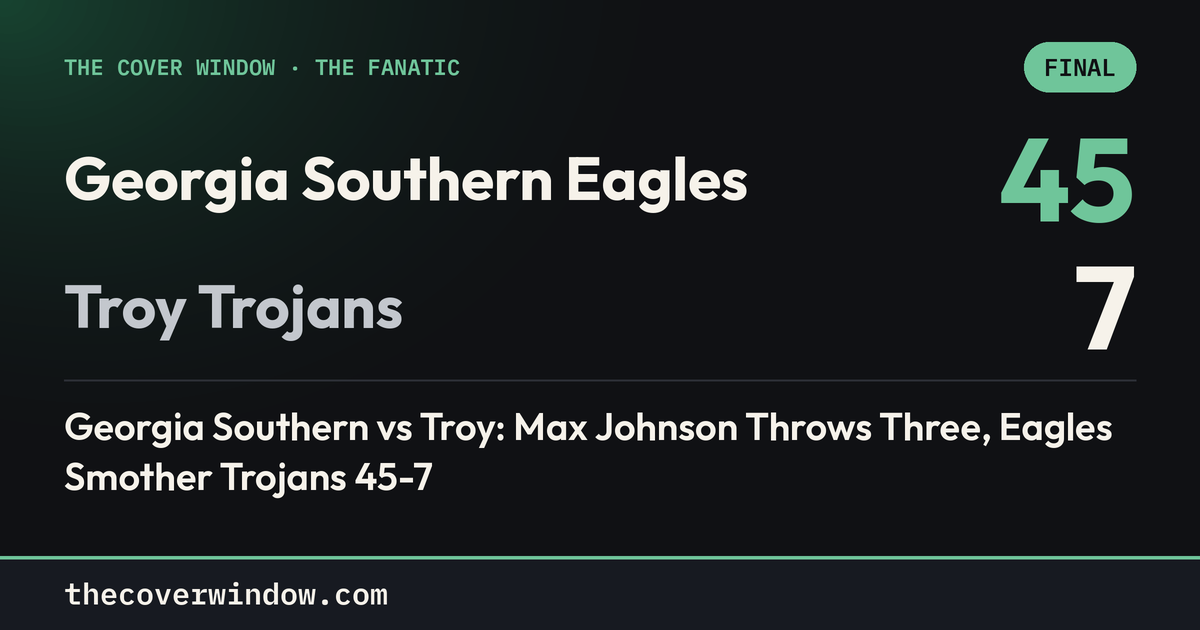 THE COVER WINDOW · THE FANATIC
FINAL
Georgia Southern Eagles
45
Troy Trojans
7
Georgia Southern vs Troy: Max Johnson Throws Three, Eagles
Smother Trojans 45-7
thecoverwindow.com